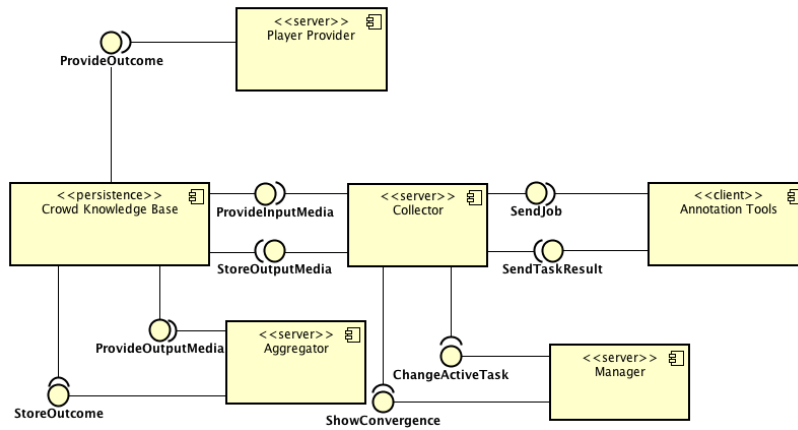 <<server>>
Player Provider
ProvideOutcome
<<persistence>>
Crowd Knowledge Base
ProvideInputMedia
StoreOutputMedia
<<server>>
Collector
SendJob
SendTaskResult
<<client>>
Annotation Tools
ProvideOutputMedia
<<server>>
Aggregator
StoreOutcome
ChangeActiveTask
ShowConvergence
<<server>>
Manager